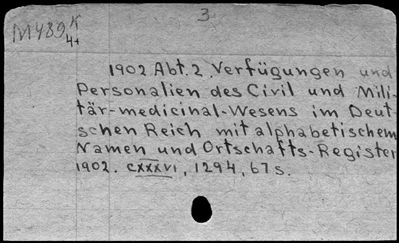 3
M489 K
4+
1902 Abt. 2. Verfügungen und
Personalien des Civil und Mili-
tär-medicinal-Wesens im Deut-
schen Reich mit alphabetischem
Namen und Ortschafts-Register
1902. CXXXVI, 1294, 67 s.